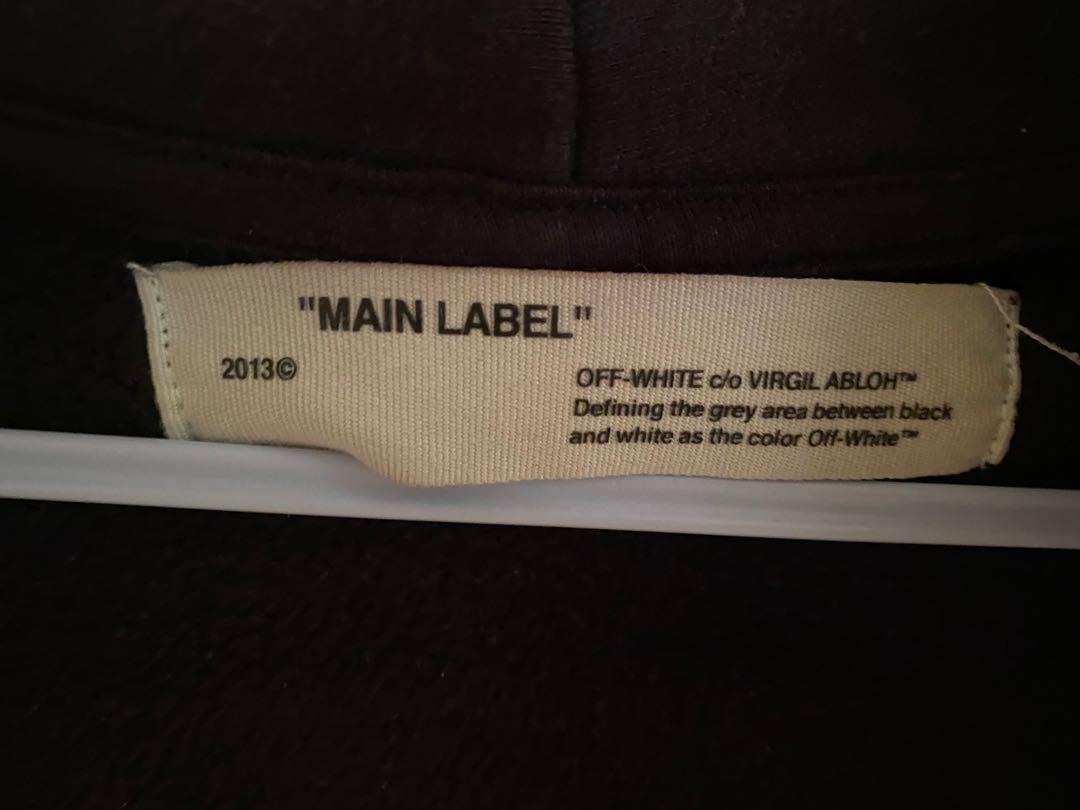 "MAIN LABEL"
2013©
OFF-WHITE c/o VIRGIL ABLOH™
Defining the grey area between black
and white as the color Off-White™